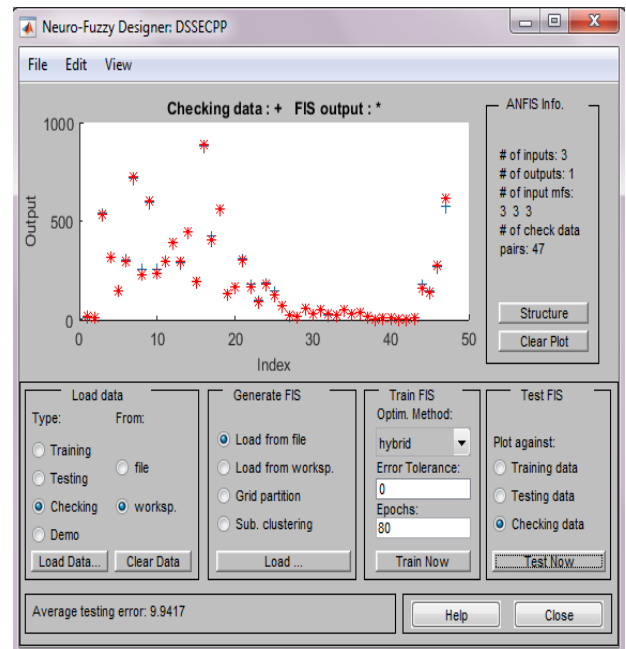 Neuro-Fuzzy Designer: DSSECPP
File Edit View
Checking data : + FIS output : *
1000
500
0
Output
0 10 20 30 40 50
Index
ANFIS Info.
# of inputs: 3
# of outputs: 1
# of input mfs:
3 3 3
# of check data
pairs: 47
Structure
Clear Plot
Load data
Type: From:
Training
Testing
Checking
Demo
file
worksp.
Load Data... Clear Data
Generate FIS
Load from file
Load from worksp.
Grid partition
Sub. clustering
Load ...
Train FIS
Optim. Method:
hybrid
Error Tolerance:
0
Epochs:
80
Train Now
Test FIS
Plot against:
Training data
Testing data
Checking data
Test Now
Average testing error: 9.9417
Help Close